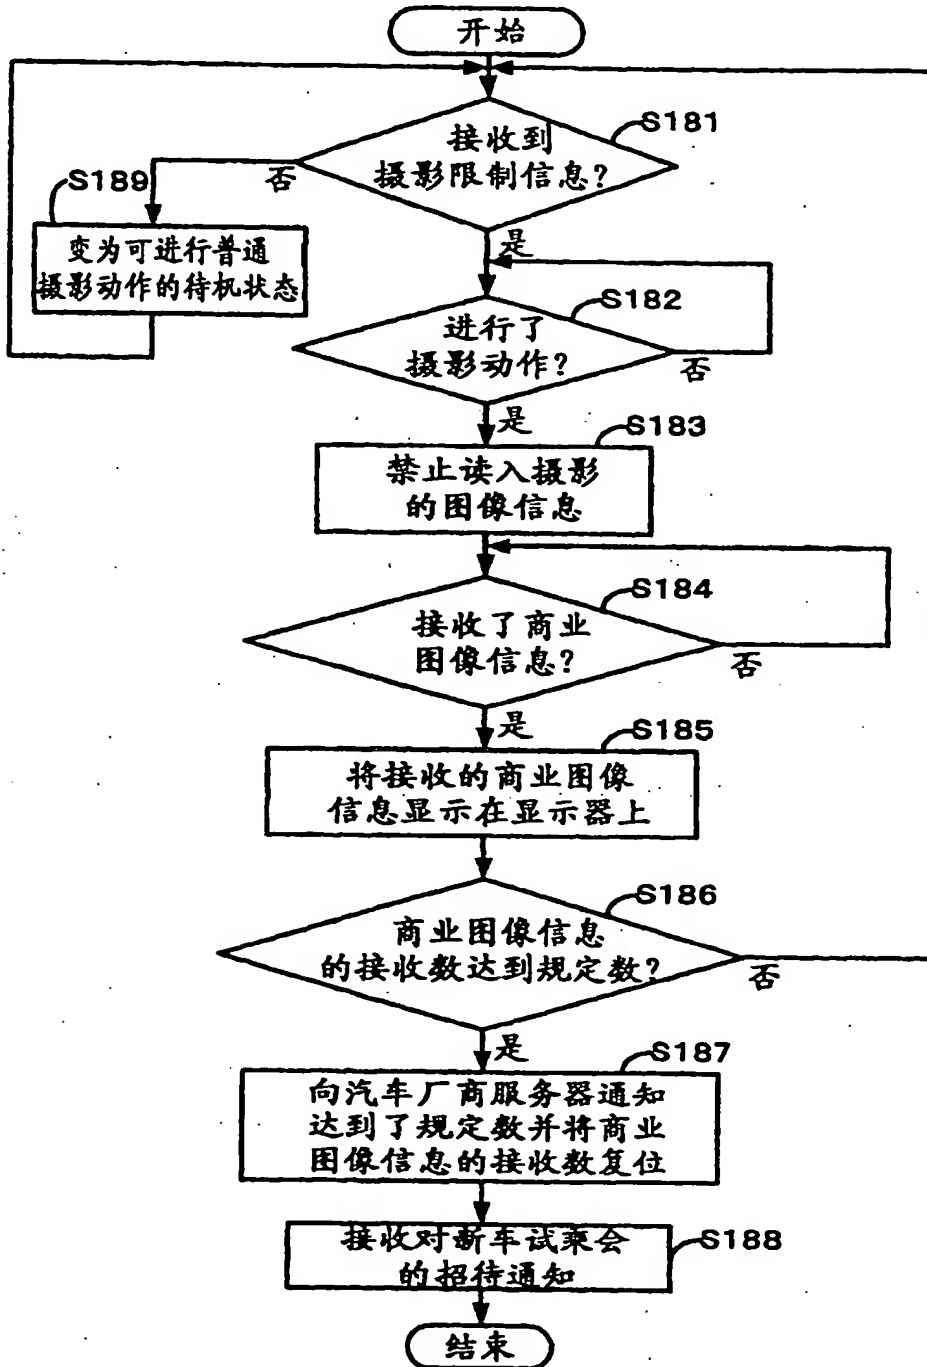 开始
S181
接收到
摄影限制信息?
否
是
S189
变为可进行普通
摄影动作的待机状态
S182
进行了
摄影动作?
否
是
S183
禁止读入摄影
的图像信息
S184
接收了商业
图像信息?
否
是
S185
将接收的商业图像
信息显示在显示器上
S186
商业图像信息
的接收数达到规定数?
否
是
S187
向汽车厂商服务器通知
达到了规定数并将商业
图像信息的接收数复位
S188
接收对新车试乘会
的招待通知
结束